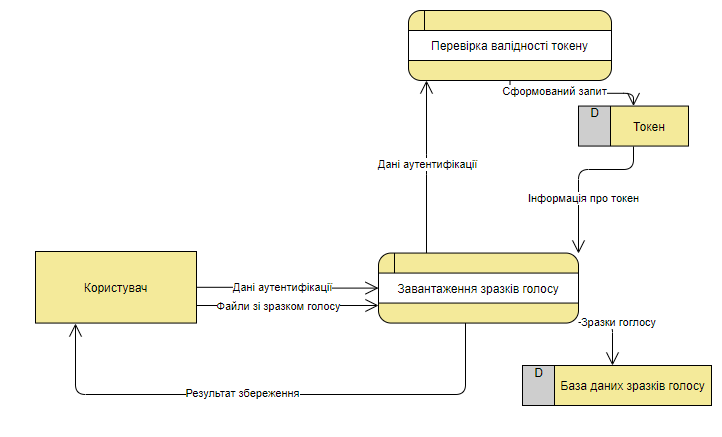 Перевірка валідності токену
Сформований запит
D
Токен
Дані аутентифікації
Інформація про токен
Користувач
Дані аутентифікації
Файли зі зразком голосу
Завантаження зразків голосу
-Зразки гоглосу
D
База даних зразків голосу
Результат збереження